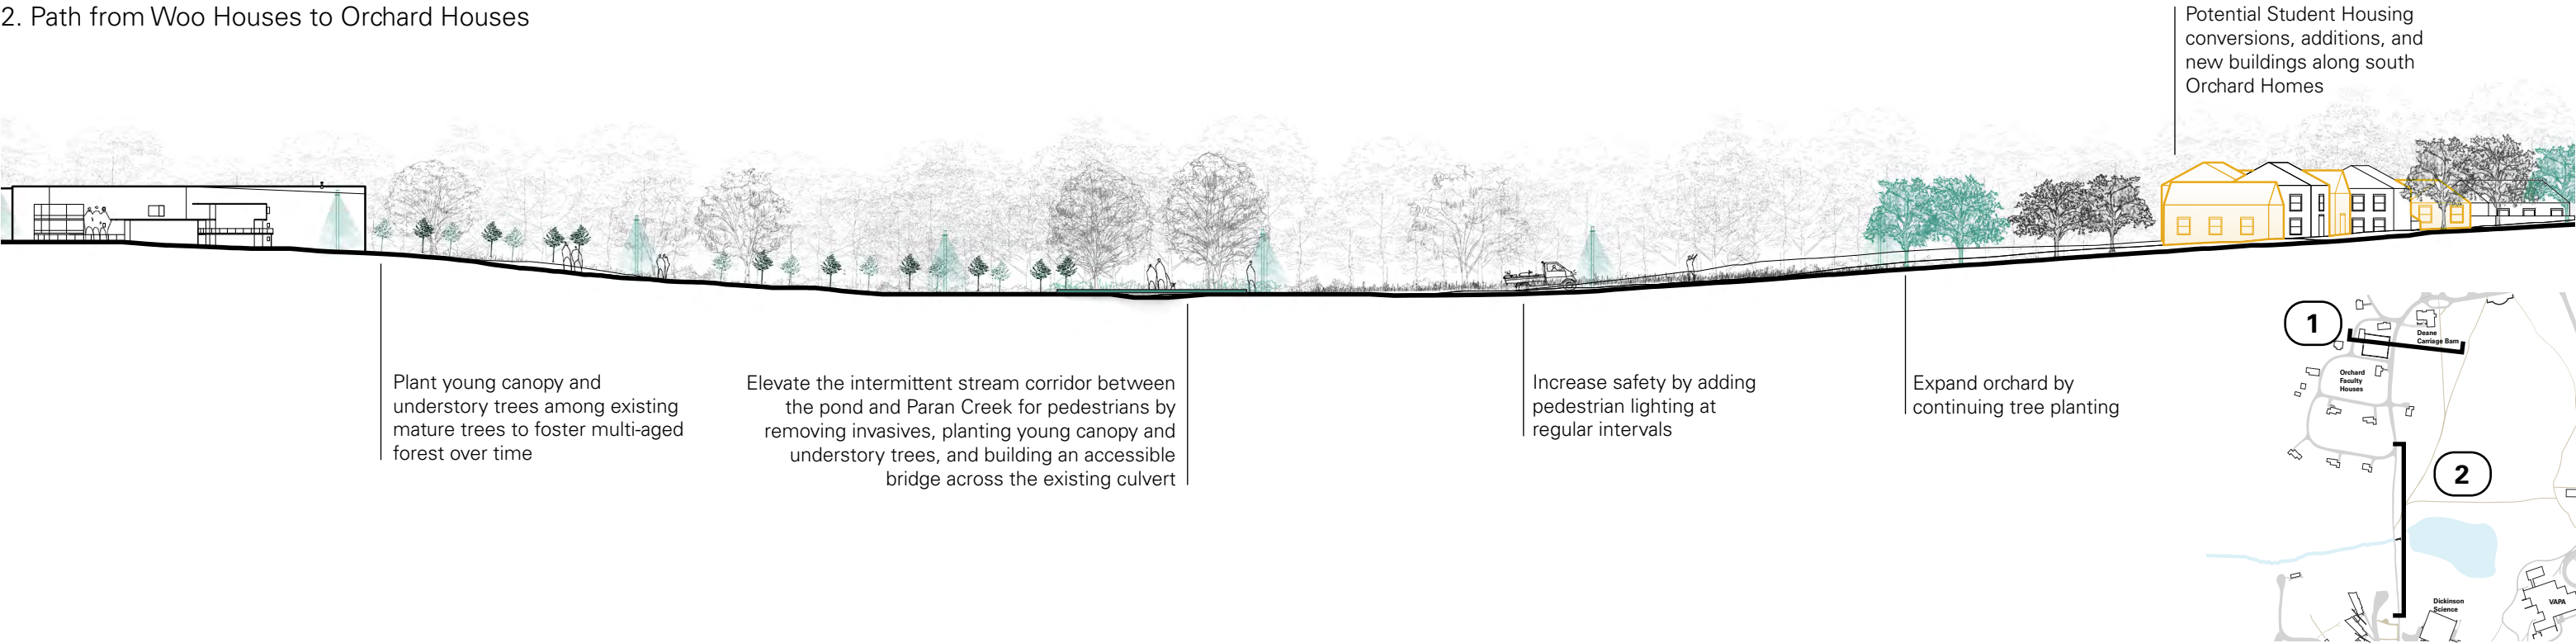 2. Path from Woo Houses to Orchard Houses
Potential Student Housing
conversions, additions, and
new buildings along south
Orchard Homes
Plant young canopy and
understory trees among existing
mature trees to foster multi-aged
forest over time
Elevate the intermittent stream corridor between
the pond and Paran Creek for pedestrians by
removing invasives, planting young canopy and
understory trees, and building an accessible
bridge across the existing culvert
Increase safety by adding
pedestrian lighting at
regular intervals
Expand orchard by
continuing tree planting
1
Deane
Carriage Barn
Orchard
Faculty
Houses
2
Dickinson
Science
VAPA